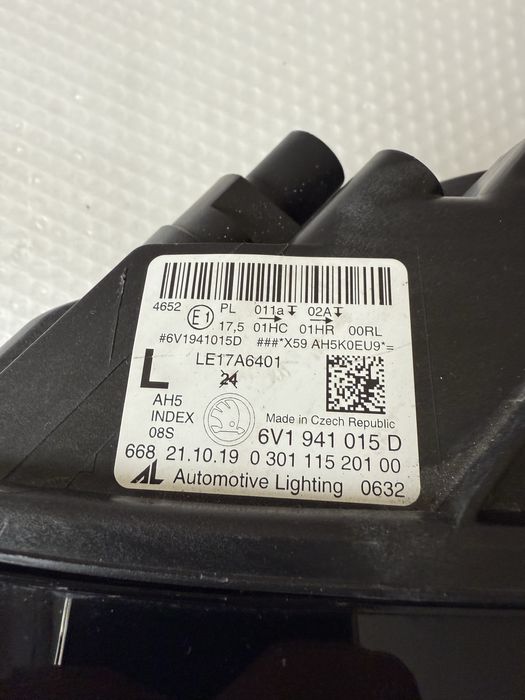 4652 E1 PL 011a 02A
17,5 01HC 01HR 00RL
#6V1941015D ###*X59 AH5K0EU9*=
LE17A6401
L 24
AH5
INDEX
08S
Made in Czech Republic
6V1 941 015 D
668 21.10.19 0 301 115 201 00
AL Automotive Lighting 0632